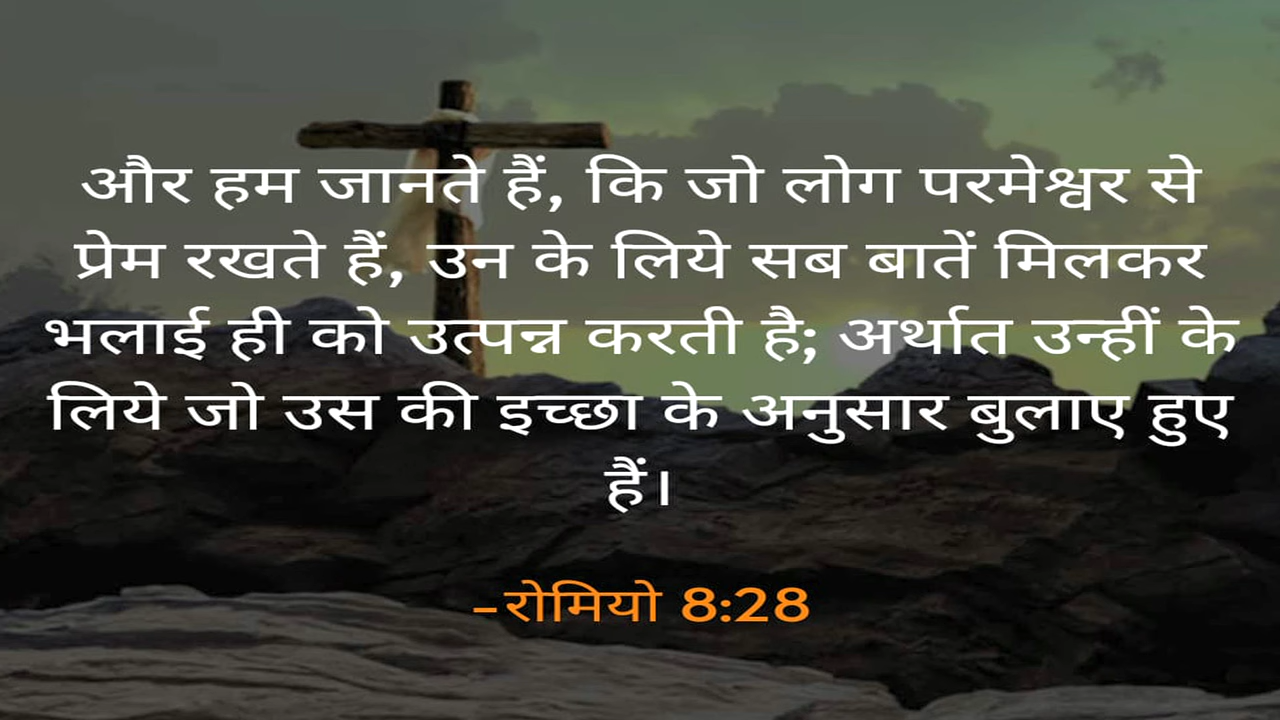 और हम जानते हैं, कि जो लोग परमेश्वर से
प्रेम रखते हैं, उन के लिये सब बातें मिलकर
भलाई ही को उत्पन्न करती है; अर्थात उन्हीं के
लिये जो उस की इच्छा के अनुसार बुलाए हुए
हैं।
-रोमियो 8:28